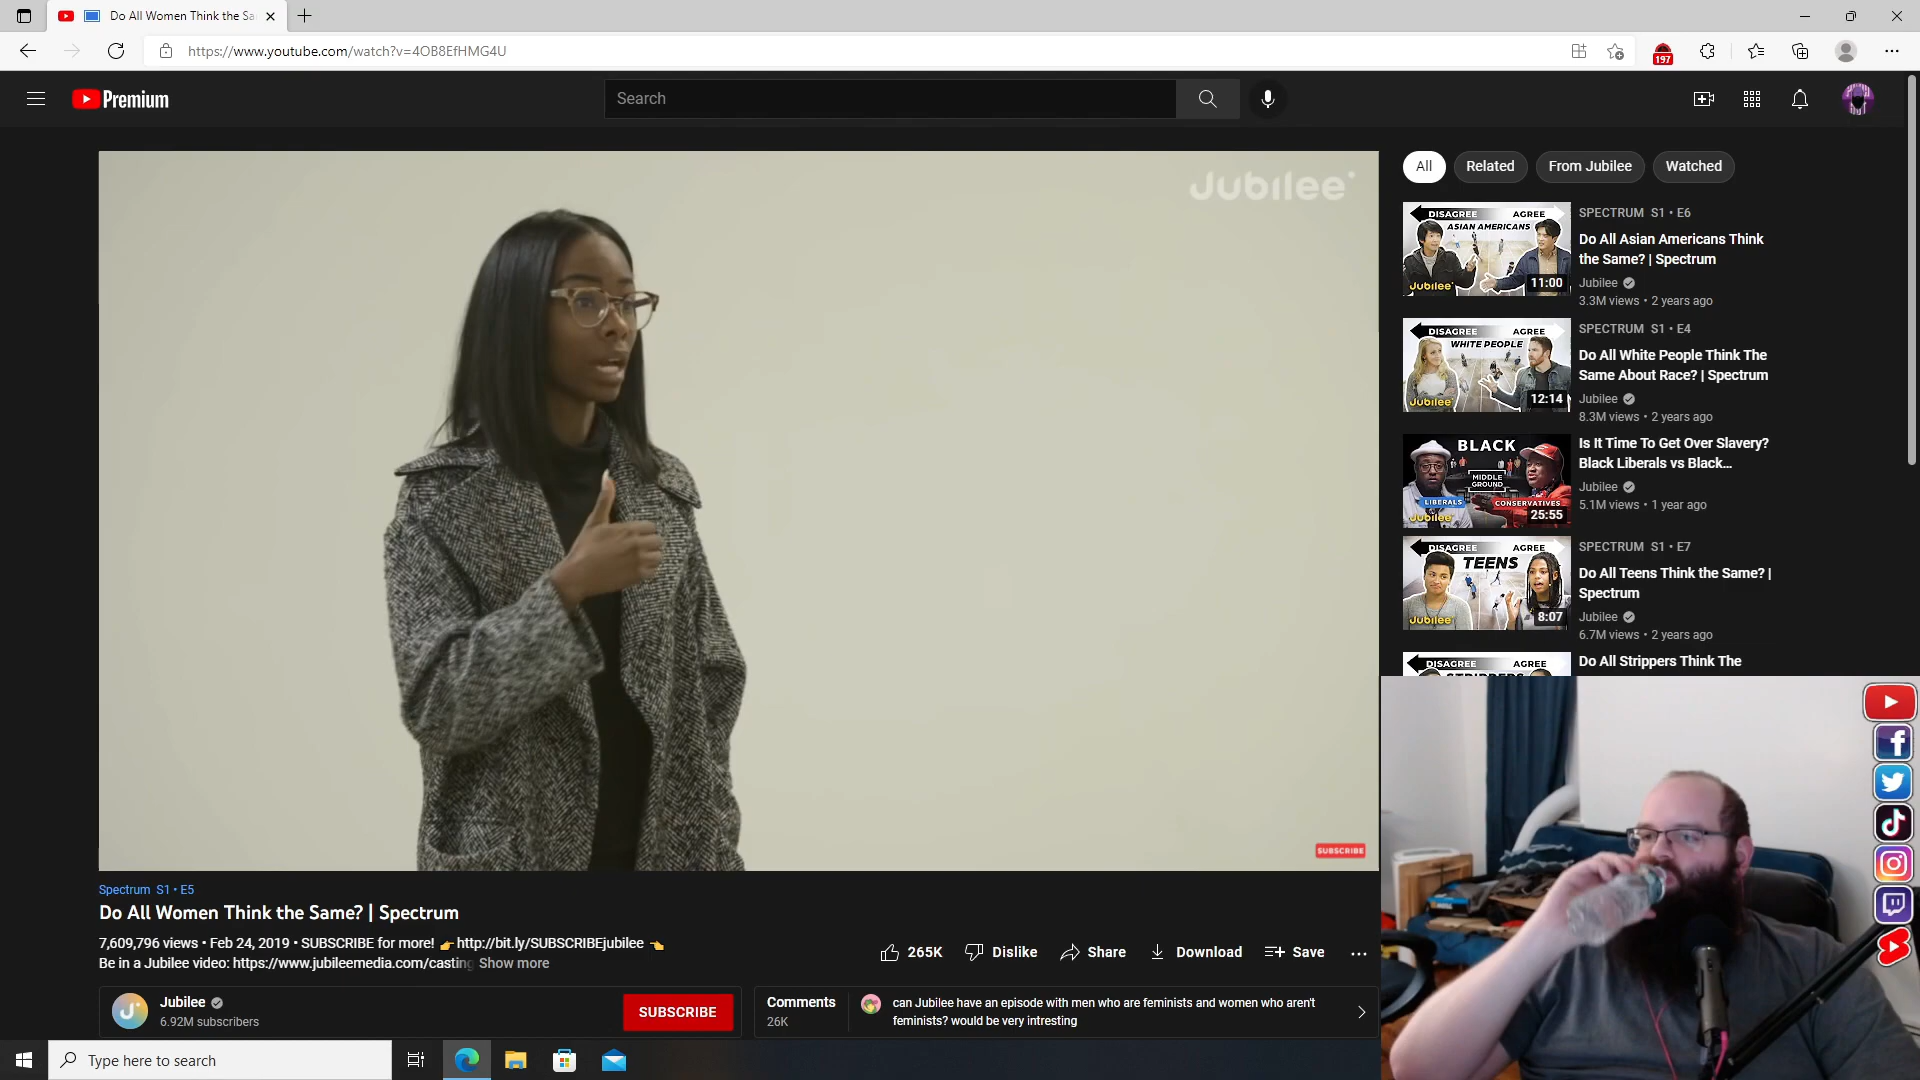 Do All Women Think the Sa
https://www.youtube.com/watch?v=4OB8EfHMG4U
197
Premium
Search
Jubilee
SUBSCRIBE
Spectrum S1 • E5
Do All Women Think the Same? | Spectrum
7,609,796 views • Feb 24, 2019 • SUBSCRIBE for more! 👉 http://bit.ly/SUBSCRIBEjubilee 👈
Be in a Jubilee video: https://www.jubileemedia.com/casting Show more
265K
Dislike
Share
Download
Save
Jubilee
6.92M subscribers
SUBSCRIBE
Comments
26K
can Jubilee have an episode with men who are feminists and women who aren't
feminists? would be very intresting
All
Related
From Jubilee
Watched
DISAGREE AGREE
ASIAN AMERICANS
Jubilee
11:00
SPECTRUM S1 • E6
Do All Asian Americans Think
the Same? | Spectrum
Jubilee
3.3M views • 2 years ago
DISAGREE AGREE
WHITE PEOPLE
Jubilee
12:14
SPECTRUM S1 • E4
Do All White People Think The
Same About Race? | Spectrum
Jubilee
8.3M views • 2 years ago
BLACK
MIDDLE
GROUND
LIBERALS
CONSERVATIVES
Jubilee
25:55
Is It Time To Get Over Slavery?
Black Liberals vs Black...
Jubilee
5.1M views • 1 year ago
DISAGREE AGREE
TEENS
Jubilee
8:07
SPECTRUM S1 • E7
Do All Teens Think the Same? |
Spectrum
Jubilee
6.7M views • 2 years ago
DISAGREE AGREE
STRIPPERS
Do All Strippers Think The
Type here to search